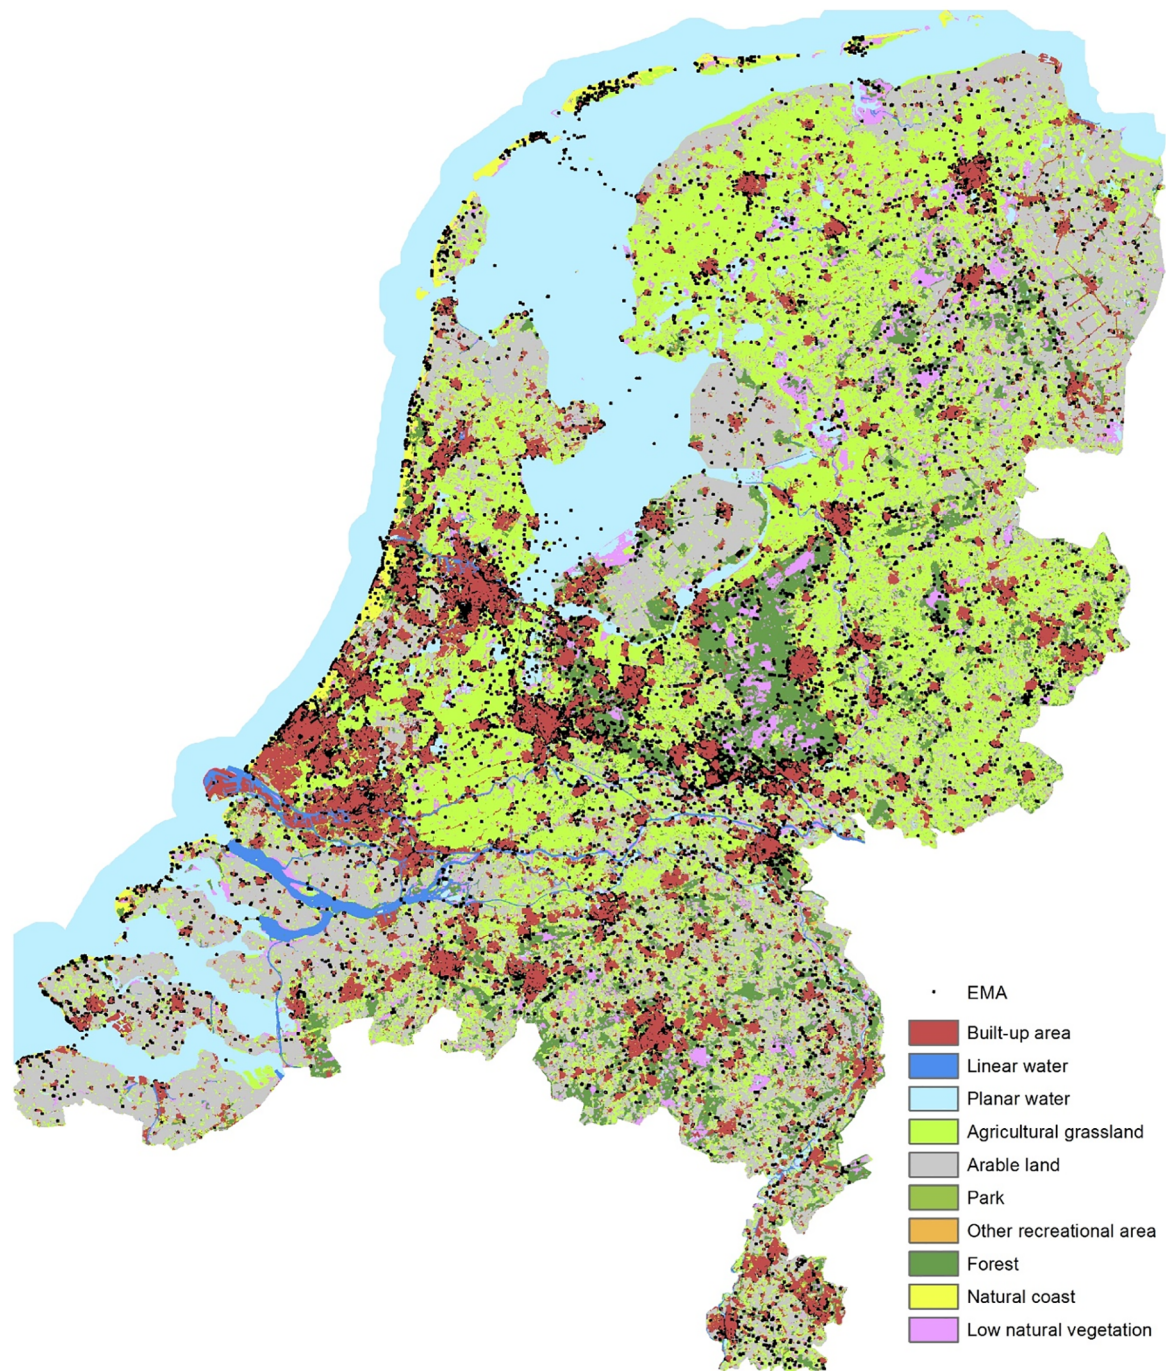 EMA
Built-up area
Linear water
Planar water
Agricultural grassland
Arable land
Park
Other recreational area
Forest
Natural coast
Low natural vegetation